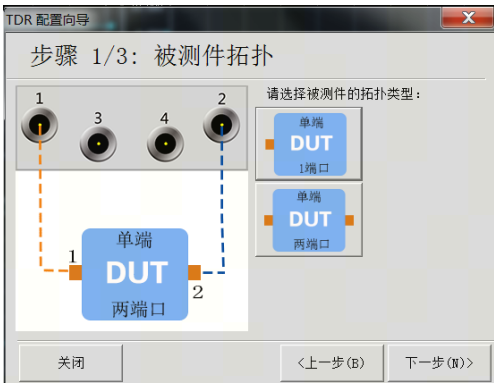 TDR 配置向导
步骤 1/3: 被测件拓扑
请选择被测件的拓扑类型:
1
3
4
2
单端
DUT
1端口
单端
DUT
两端口
单端
1
DUT
2
两端口
关闭
<上一步(B)
下一步(N)>